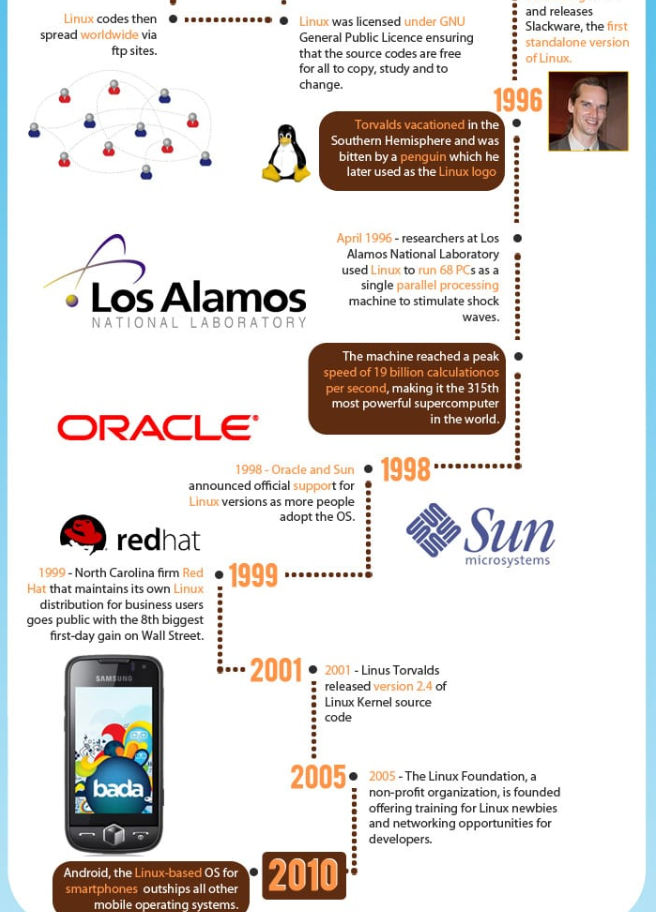 and releases
Slackware, the first
standalone version
of Linux.
Linux codes then
spread worldwide via
ftp sites.
Linux was licensed under GNU
General Public Licence ensuring
that the source codes are free
for all to copy, study and to
change.
1996
Torvalds vacationed in the
Southern Hemisphere and was
bitten by a penguin which he
later used as the Linux logo
April 1996 - researchers at Los
Alamos National Laboratory
used Linux to run 68 PCs as a
single parallel processing
machine to stimulate shock
waves.
Los Alamos
NATIONAL LABORATORY
The machine reached a peak
speed of 19 billion calculationos
per second, making it the 315th
most powerful supercomputer
in the world.
ORACLE®
1998
1998 - Oracle and Sun
announced official support for
Linux versions as more people
adopt the OS.
Sun
microsystems
redhat
1999
1999 - North Carolina firm Red
Hat that maintains its own Linux
distribution for business users
goes public with the 8th biggest
first-day gain on Wall Street.
2001
2001 - Linus Torvalds
released version 2.4 of
Linux Kernel source
code
SAMSUNG
bada
2005
2005 - The Linux Foundation, a
non-profit organization, is founded
offering training for Linux newbies
and networking opportunities for
developers.
2010
Android, the Linux-based OS for
smartphones outships all other
mobile operating systems.